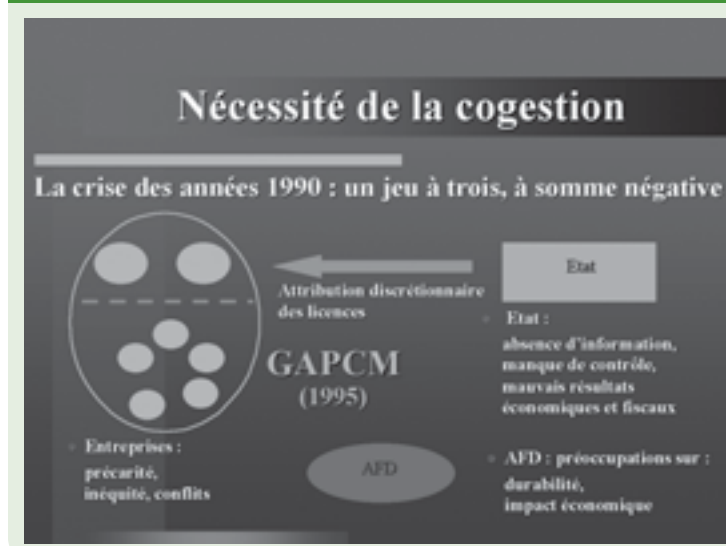 Nécessité de la cogestion
La crise des années 1990 : un jeu à trois, à somme négative
Etat
Attribution discrétionnaire
des licences
Etat :
absence d'information,
manque de contrôle,
mauvais résultats
économiques et fiscaux
GAPCM
(1995)
Entreprises :
précarité,
inéquité, conflits
AFD
AFD : préoccupations sur :
durabilité,
impact économique